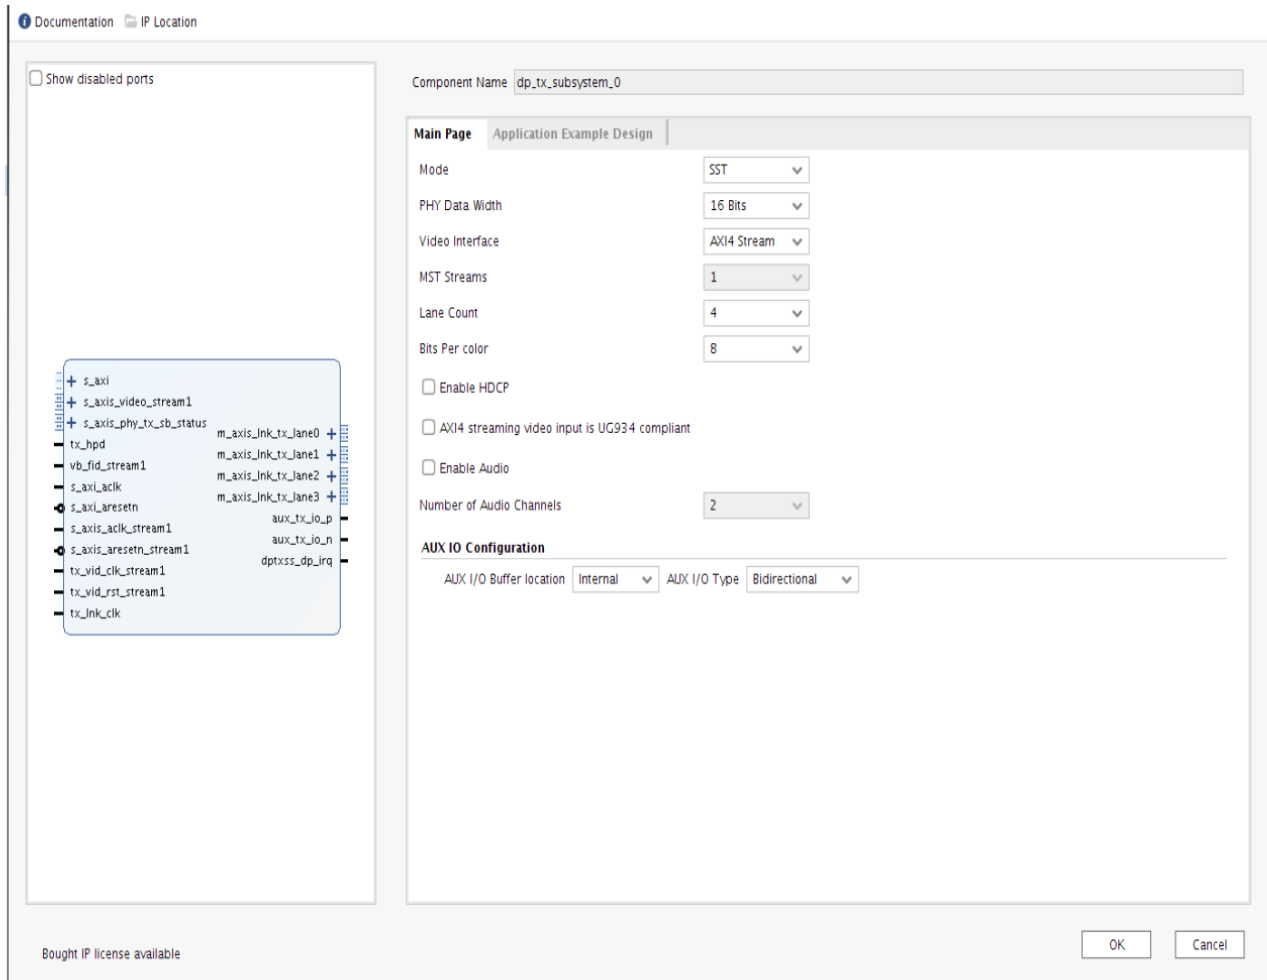 Documentation IP Location
Show disabled ports
s_axi
s_axis_video_stream1
s_axis_phy_tx_sb_status
tx_hpd
vb_fid_stream1
s_axi_aclk
s_axi_aresetn
s_axis_aclk_stream1
s_axis_aresetn_stream1
tx_vid_clk_stream1
tx_vid_rst_stream1
tx_lnk_clk
m_axis_lnk_tx_lane0
m_axis_lnk_tx_lane1
m_axis_lnk_tx_lane2
m_axis_lnk_tx_lane3
aux_tx_io_p
aux_tx_io_n
dptxss_dp_irq
Component Name dp_tx_subsystem_0
Main Page Application Example Design
Mode SST
PHY Data Width 16 Bits
Video Interface AXI4 Stream
MST Streams 1
Lane Count 4
Bits Per color 8
Enable HDCP
AXI4 streaming video input is UG934 compliant
Enable Audio
Number of Audio Channels 2
AUX IO Configuration
AUX I/O Buffer location Internal AUX I/O Type Bidirectional
Bought IP license available
OK Cancel